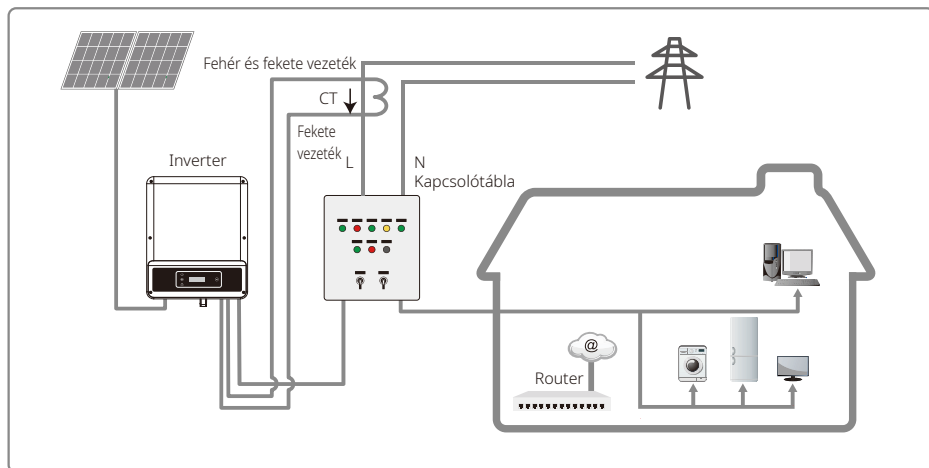 Fehér és fekete vezeték
CT
Fekete
vezeték
L
N
Kapcsolótábla
Inverter
@
Router